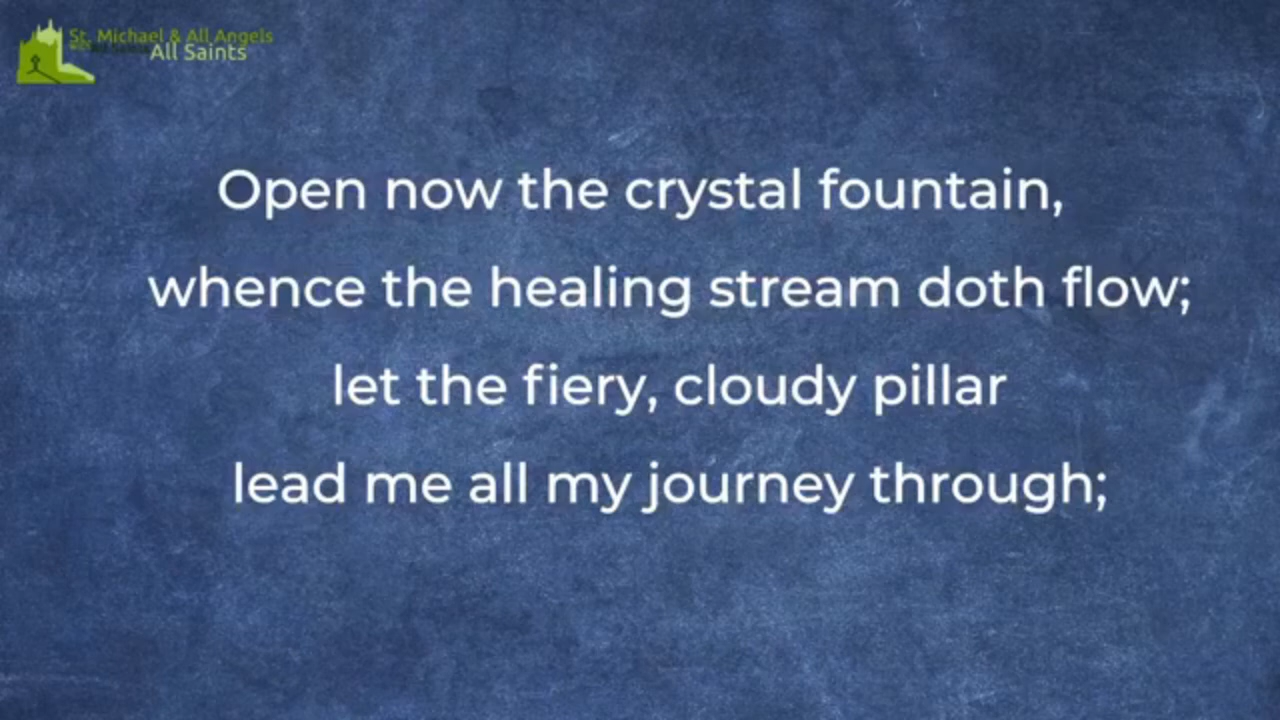 St. Michael & All Angels
All Saints
Open now the crystal fountain,
whence the healing stream doth flow;
let the fiery, cloudy pillar
lead me all my journey through;